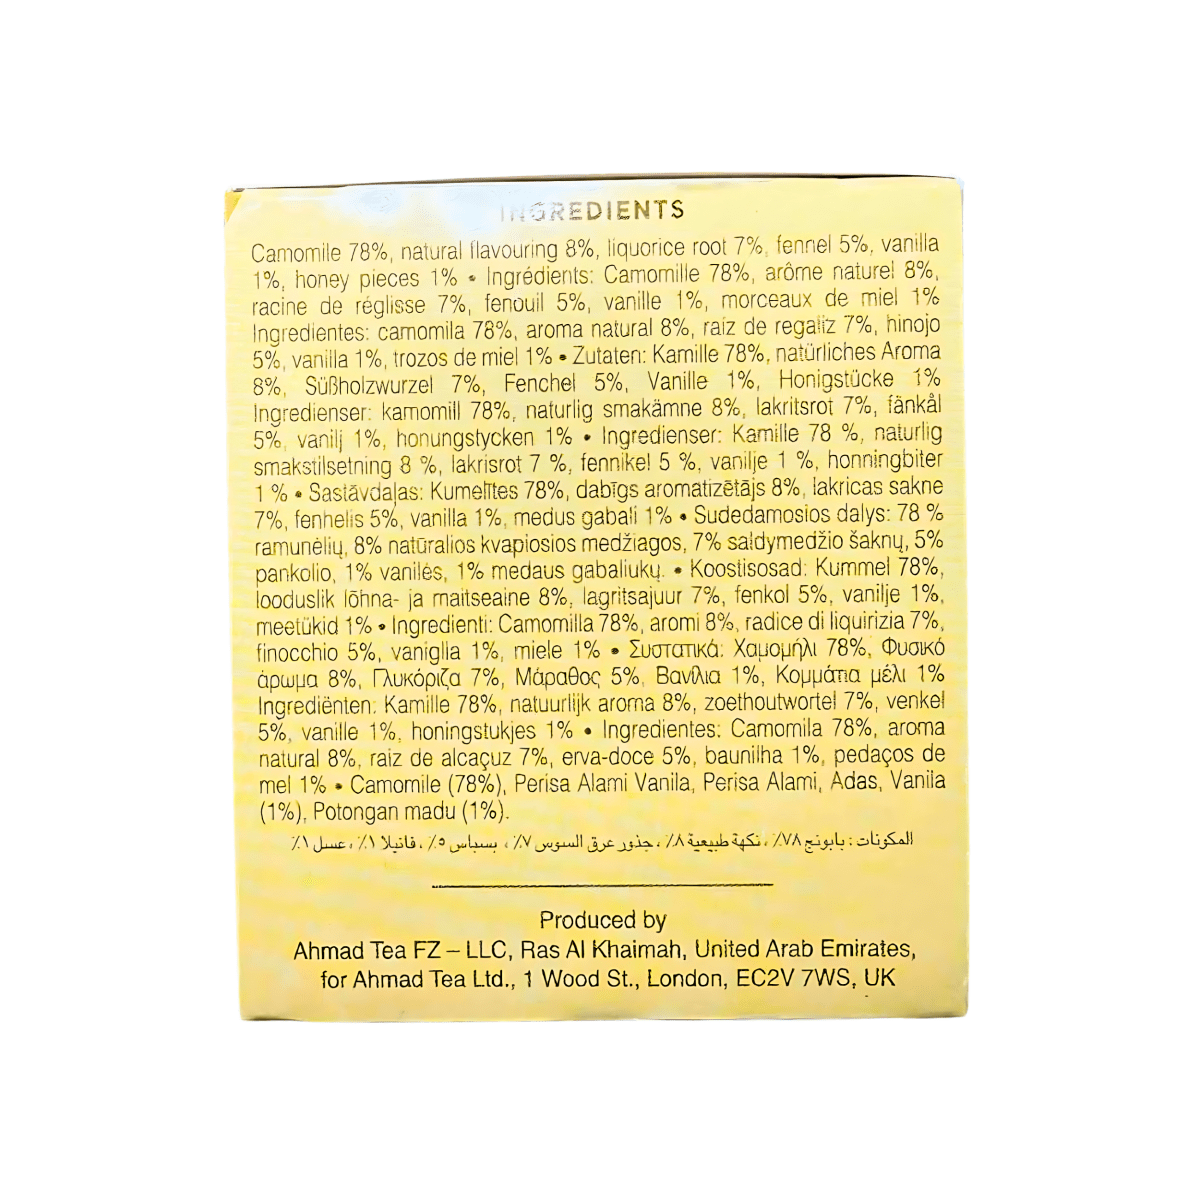 INGREDIENTS
Camomile 78%, natural flavouring 8%, liquorice root 7%, fennel 5%, vanilla
1%, honey pieces 1% • Ingrédients: Camomille 78%, arôme naturel 8%,
racine de réglisse 7%, fenouil 5%, vanille 1%, morceaux de miel 1%
Ingredientes: camomila 78%, aroma natural 8%, raíz de regaliz 7%, hinojo
5%, vanilla 1%, trozos de miel 1% • Zutaten: Kamille 78%, natürliches Aroma
8%, Süßholzwurzel 7%, Fenchel 5%, Vanille 1%, Honigstücke 1%
Ingredienser: kamomill 78%, naturlig smakämne 8%, lakritsrot 7%, fänkål
5%, vanilj 1%, honungstycken 1% • Ingredienser: Kamille 78 %, naturlig
smakstilsetning 8 %, lakrisrot 7 %, fennikel 5 %, vanilje 1 %, honningbiter
1 % • Sastāvdaļas: Kumelītes 78%, dabīgs aromatizētājs 8%, lakricas sakne
7%, fenhelis 5%, vanilla 1%, medus gabali 1% • Sudedamosios dalys: 78 %
ramunėlių, 8% natūralios kvapiosios medžiagos, 7% saldymedžio šaknų, 5%
pankolio, 1% vanilės, 1% medaus gabaliukų. • Koostisosad: Kummel 78%,
looduslik lõhna- ja maitseaine 8%, lagritsajuur 7%, fenkol 5%, vanilje 1%,
meetükid 1% • Ingredienti: Camomilla 78%, aromi 8%, radice di liquirizia 7%,
finocchio 5%, vaniglia 1%, miele 1% • Συστατικά: Χαμομήλι 78%, Φυσικό
άρωμα 8%, Γλυκόριζα 7%, Μάραθος 5%, Βανίλια 1%, Κομμάτια μέλι 1%
Ingrediënten: Kamille 78%, natuurlijk aroma 8%, zoethoutwortel 7%, venkel
5%, vanille 1%, honingstukjes 1% • Ingredientes: Camomila 78%, aroma
natural 8%, raiz de alcaçuz 7%, erva-doce 5%, baunilha 1%, pedaços de
mel 1% • Camomile (78%), Perisa Alami Vanila, Perisa Alami, Adas, Vanila
(1%), Potongan madu (1%).
المكونات : بابونج ٧٨٪ ، نكهة طبيعية ٨٪ ، جذور عرق السوس ٧٪ ، بسباس ٥٪ ، فانيلا ١٪ ، عسل ١٪
Produced by
Ahmad Tea FZ – LLC, Ras Al Khaimah, United Arab Emirates,
for Ahmad Tea Ltd., 1 Wood St., London, EC2V 7WS, UK